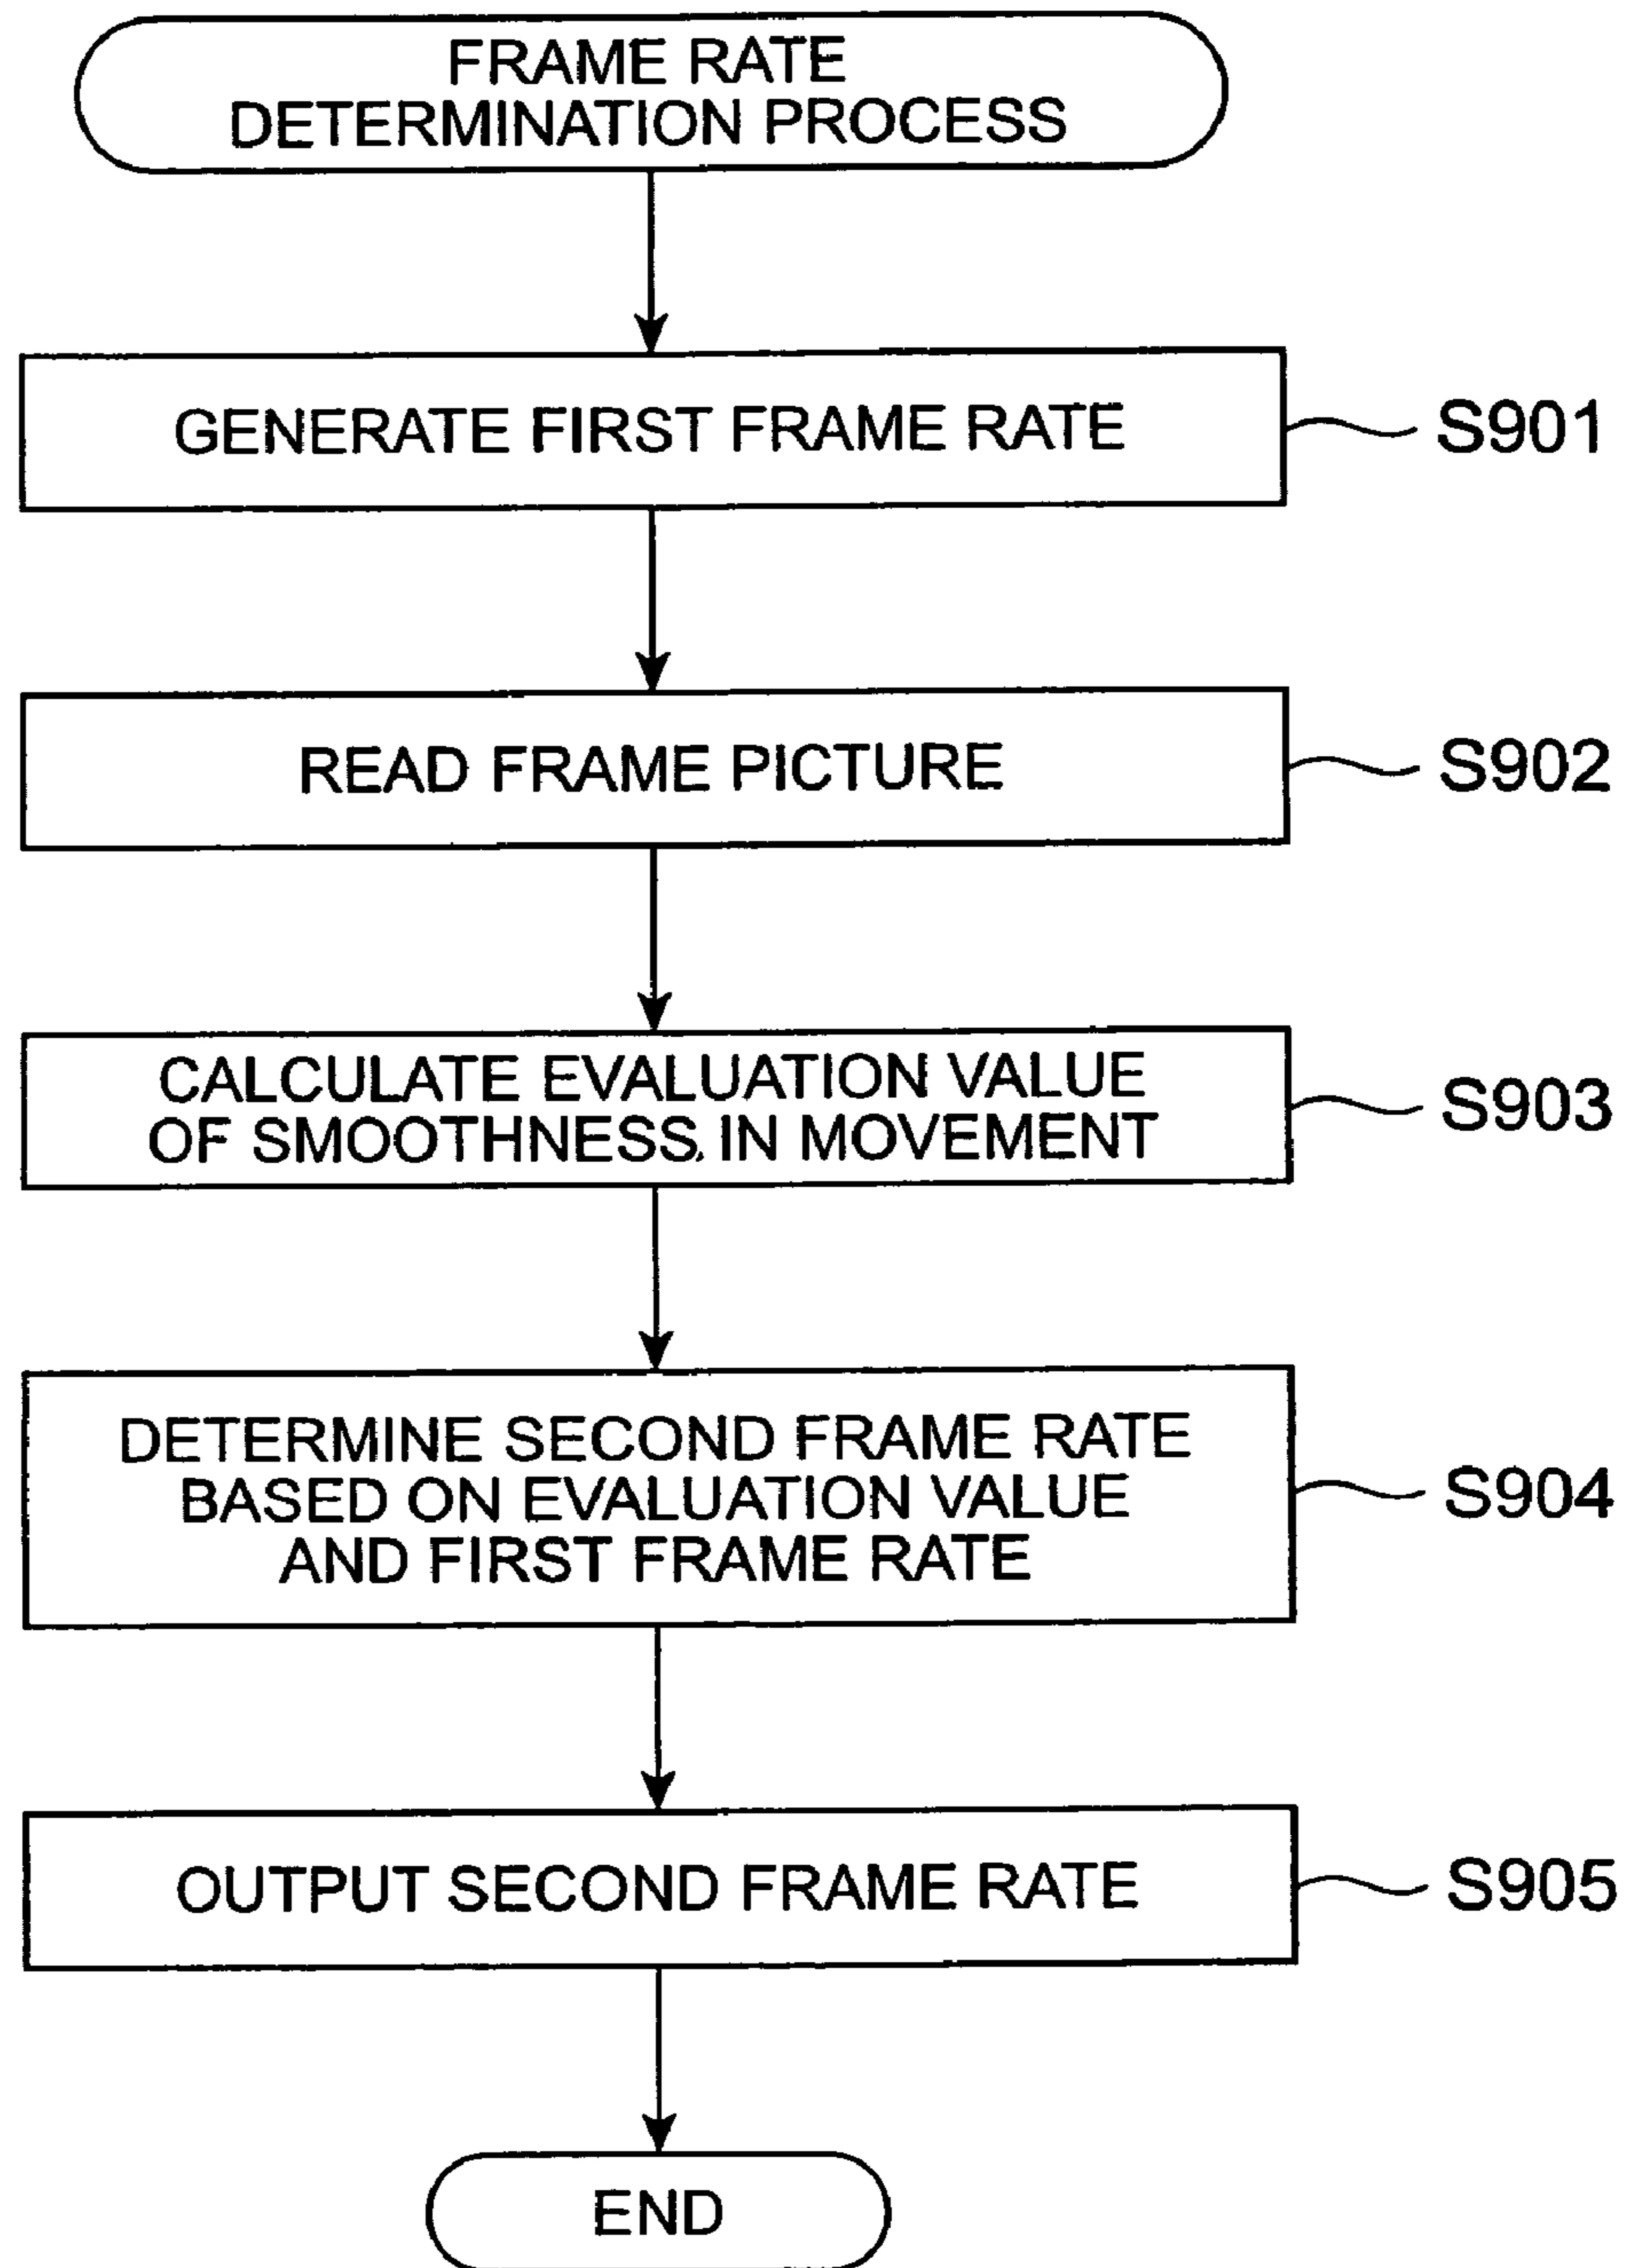 FRAME RATE
DETERMINATION PROCESS
GENERATE FIRST FRAME RATE
S901
READ FRAME PICTURE
S902
CALCULATE EVALUATION VALUE
OF SMOOTHNESS IN MOVEMENT
S903
DETERMINE SECOND FRAME RATE
BASED ON EVALUATION VALUE
AND FIRST FRAME RATE
S904
OUTPUT SECOND FRAME RATE
S905
END